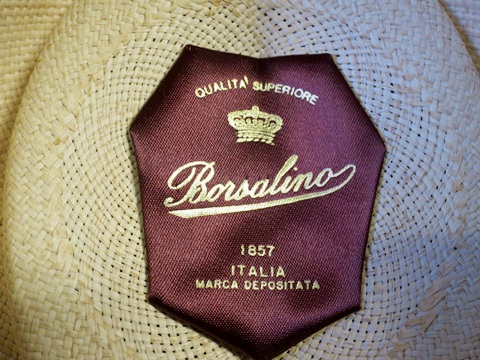 QUALITA' SUPERIORE
Borsalino
1857
ITALIA
MARCA DEPOSITATA